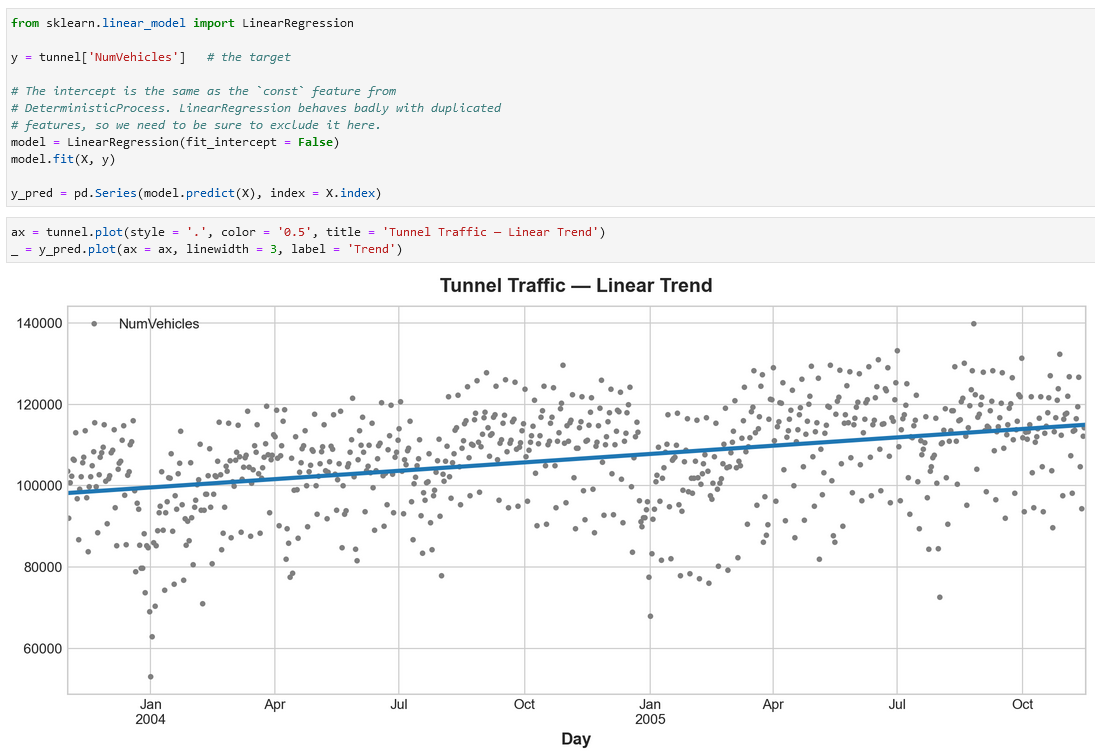 from sklearn.linear_model import LinearRegression
y = tunnel['NumVehicles']   # the target
# The intercept is the same as the `const` feature from
# DeterministicProcess. LinearRegression behaves badly with duplicated
# features, so we need to be sure to exclude it here.
model = LinearRegression(fit_intercept = False)
model.fit(X, y)
y_pred = pd.Series(model.predict(X), index = X.index)
ax = tunnel.plot(style = '.', color = '0.5', title = 'Tunnel Traffic — Linear Trend')
_ = y_pred.plot(ax = ax, linewidth = 3, label = 'Trend')
Tunnel Traffic — Linear Trend
NumVehicles
140000
120000
100000
80000
60000
Jan Apr Jul Oct Jan Apr Jul Oct
2004 2005
Day